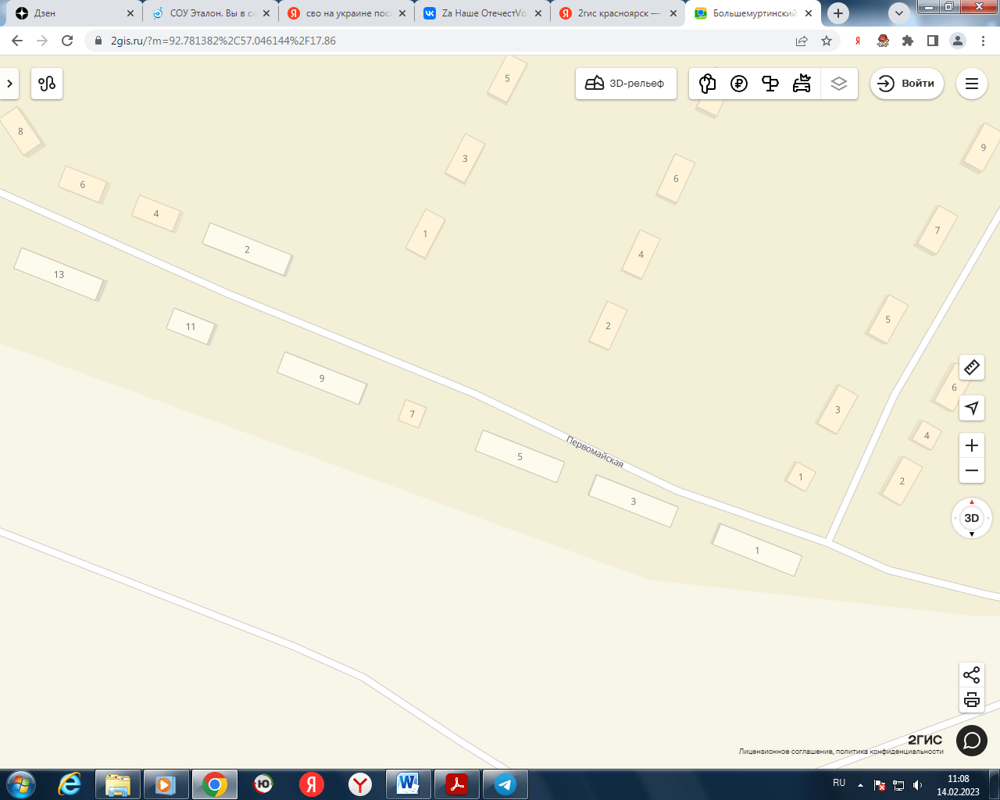 Дзен
СОУ Эталон. Вы в си
сво на украине посл
Za Наше ОтечестVо
2гис красноярск —
Большемуртинский
2gis.ru/?m=92.781382%2C57.046144%2F17.86
3D-рельеф
Войти
5
8
3
9
6
6
4
1
7
2
4
13
5
11
2
9
6
3
7
4
Первомайская
5
1
2
3
3D
1
2ГИС
Лицензионное соглашение, политика конфиденциальности
RU
11:08
14.02.2023